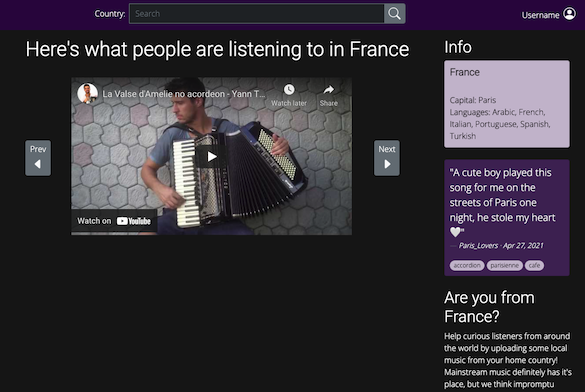 Country:
Search
Username
Here's what people are listening to in France
La Valse d'Amelie no acordeon - Yann T...
Watch later
Share
Prev
Next
Watch on YouTube
Info
France
Capital: Paris
Languages: Arabic, French,
Italian, Portuguese, Spanish,
Turkish
"A cute boy played this
song for me on the
streets of Paris one
night, he stole my heart
🤍"
— Paris_Lovers · Apr 27, 2021
accordion
parisienne
cafe
Are you from
France?
Help curious listeners from around
the world by uploading some local
music from your home country!
Mainstream music definitely has it's
place, but we think impromptu